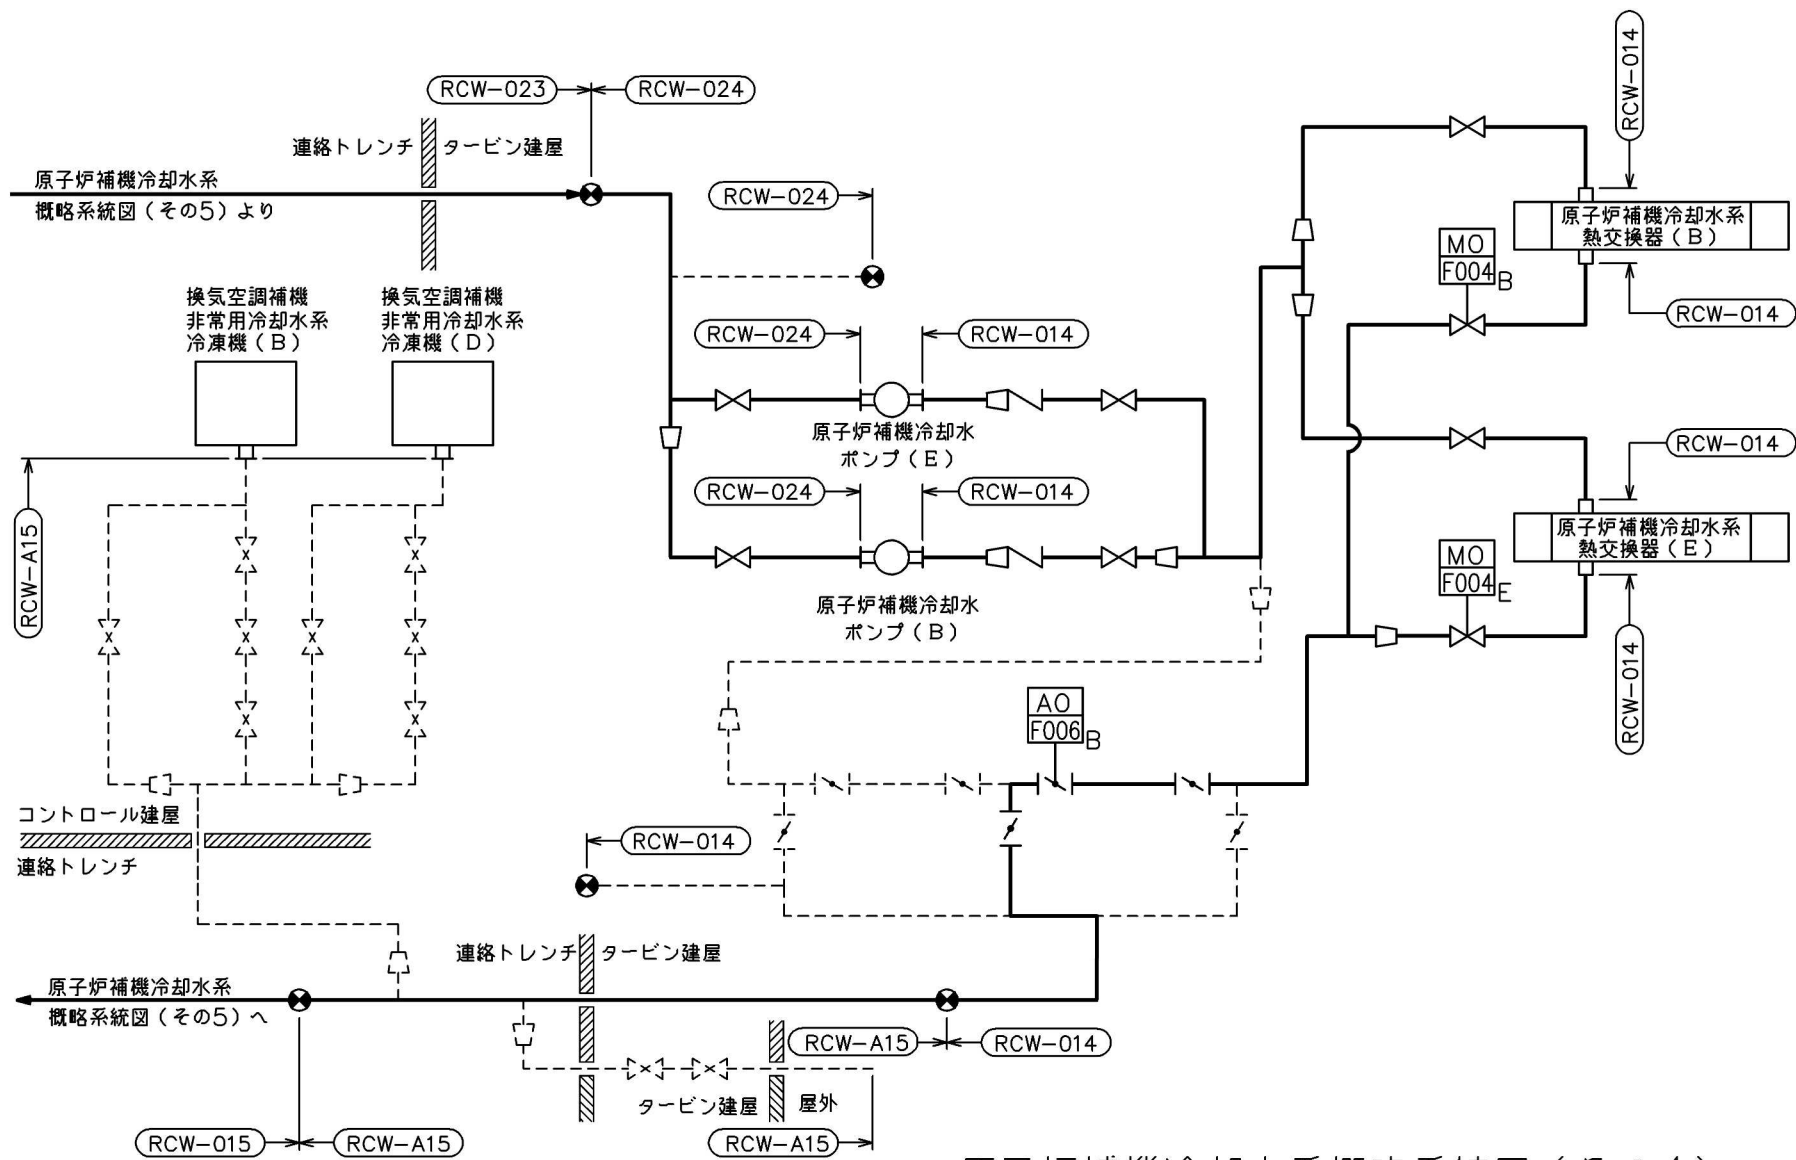 RCW-014
RCW-023
RCW-024
連絡トレンチ
タービン建屋
原子炉補機冷却水系
概略系統図(その5)より
RCW-024
原子炉補機冷却水系
熱交換器(B)
MO
F004
B
RCW-014
換気空調補機
非常用冷却水系
冷凍機(B)
換気空調補機
非常用冷却水系
冷凍機(D)
RCW-024
RCW-014
原子炉補機冷却水
ポンプ(E)
RCW-014
RCW-A15
RCW-024
RCW-014
原子炉補機冷却水系
熱交換器(E)
MO
F004
E
原子炉補機冷却水
ポンプ(B)
RCW-014
AO
F006
B
コントロール建屋
連絡トレンチ
RCW-014
連絡トレンチ
タービン建屋
原子炉補機冷却水系
概略系統図(その5)へ
RCW-A15
RCW-014
タービン建屋
屋外
RCW-015
RCW-A15
RCW-A15